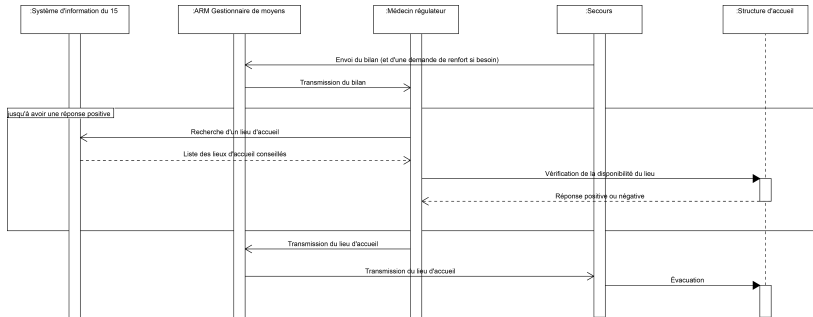 :Système d'information du 15
:ARM Gestionnaire de moyens
:Médecin régulateur
:Secours
:Structure d'accueil
Envoi du bilan (et d'une demande de renfort si besoin)
Transmission du bilan
jusqu'à avoir une réponse positive
Recherche d'un lieu d'accueil
Liste des lieux d'accueil conseillés
Vérification de la disponibilité du lieu
Réponse positive ou négative
Transmission du lieu d'accueil
Transmission du lieu d'accueil
Évacuation